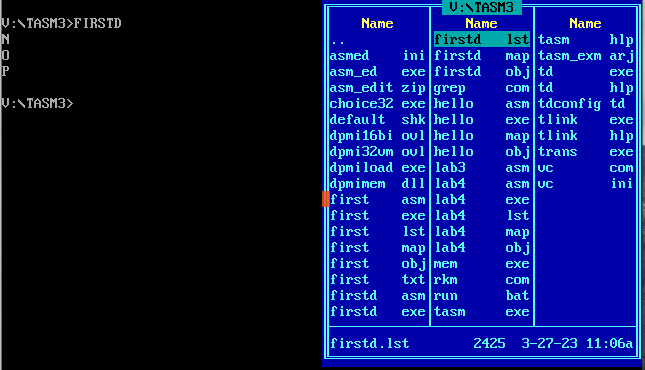 V:\TASM3>FIRSTD
N
O
P
V:\TASM3>
V:\TASM3
Name Name Name
.. firstd lst tasm hlp
asmed ini firstd map tasm_exm arj
asm_ed exe firstd obj td exe
asm_edit zip grep com td hlp
choice32 exe hello asm tdconfig td
default shk hello exe tlink exe
dpmi16bi ovl hello map tlink hlp
dpmi32vm ovl hello obj trans exe
dpmiload exe lab3 asm vc com
dpmimem dll lab4 asm vc ini
first asm lab4 exe
first exe lab4 lst
first lst lab4 map
first map lab4 obj
first obj mem exe
first txt rkm com
firstd asm run bat
firstd exe tasm exe
firstd.lst 2425 3-27-23 11:06a